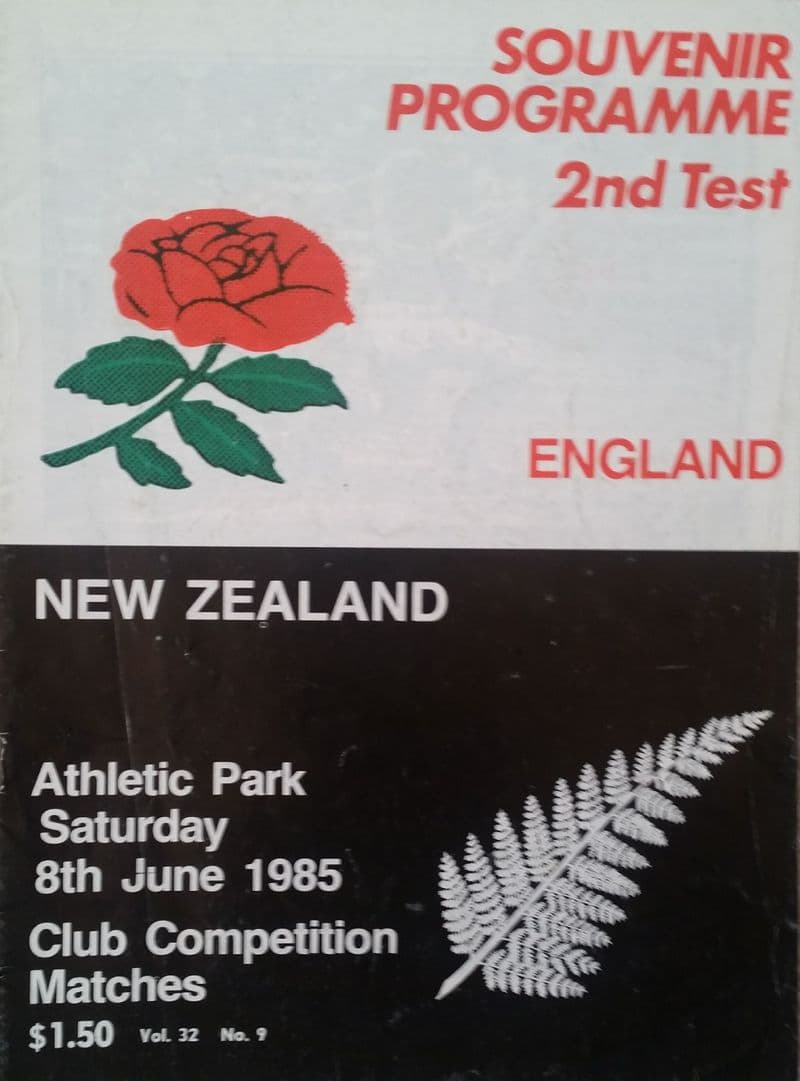 SOUVENIR
PROGRAMME
2nd Test
ENGLAND
NEW ZEALAND
Athletic Park
Saturday
8th June 1985
Club Competition
Matches
$1.50 Vol. 32 No. 9